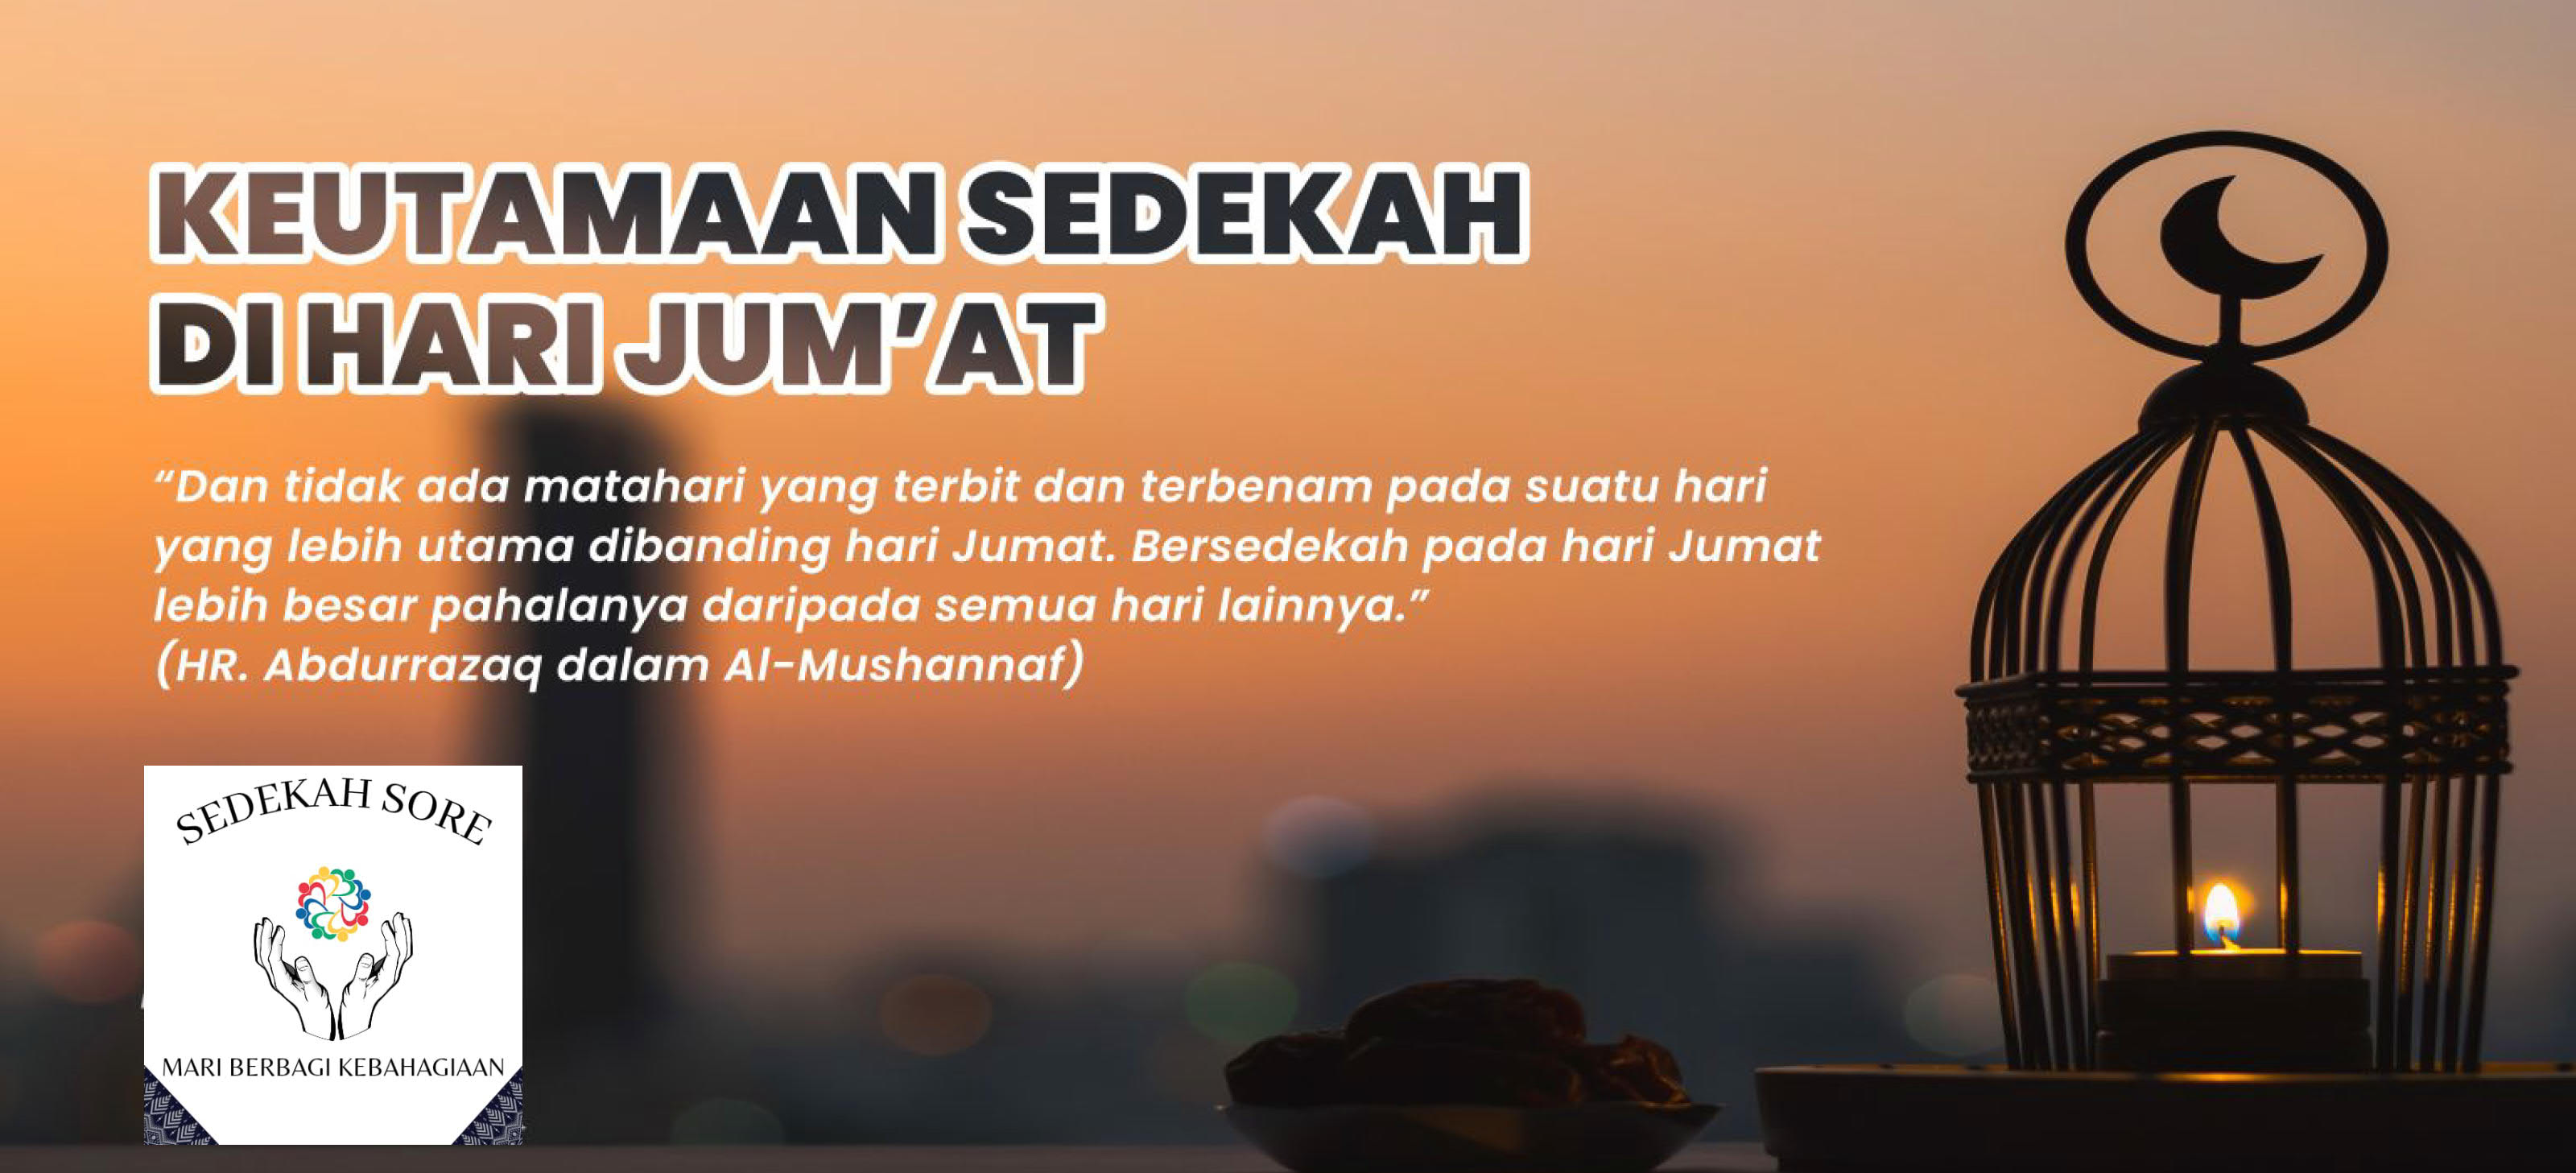 KEUTAMAAN SEDEKAH
DI HARI JUM’AT
“Dan tidak ada matahari yang terbit dan terbenam pada suatu hari
yang lebih utama dibanding hari Jumat. Bersedekah pada hari Jumat
lebih besar pahalanya daripada semua hari lainnya.”
(HR. Abdurrazaq dalam Al-Mushannaf)
SEDEKAH SORE
MARI BERBAGI KEBAHAGIAAN